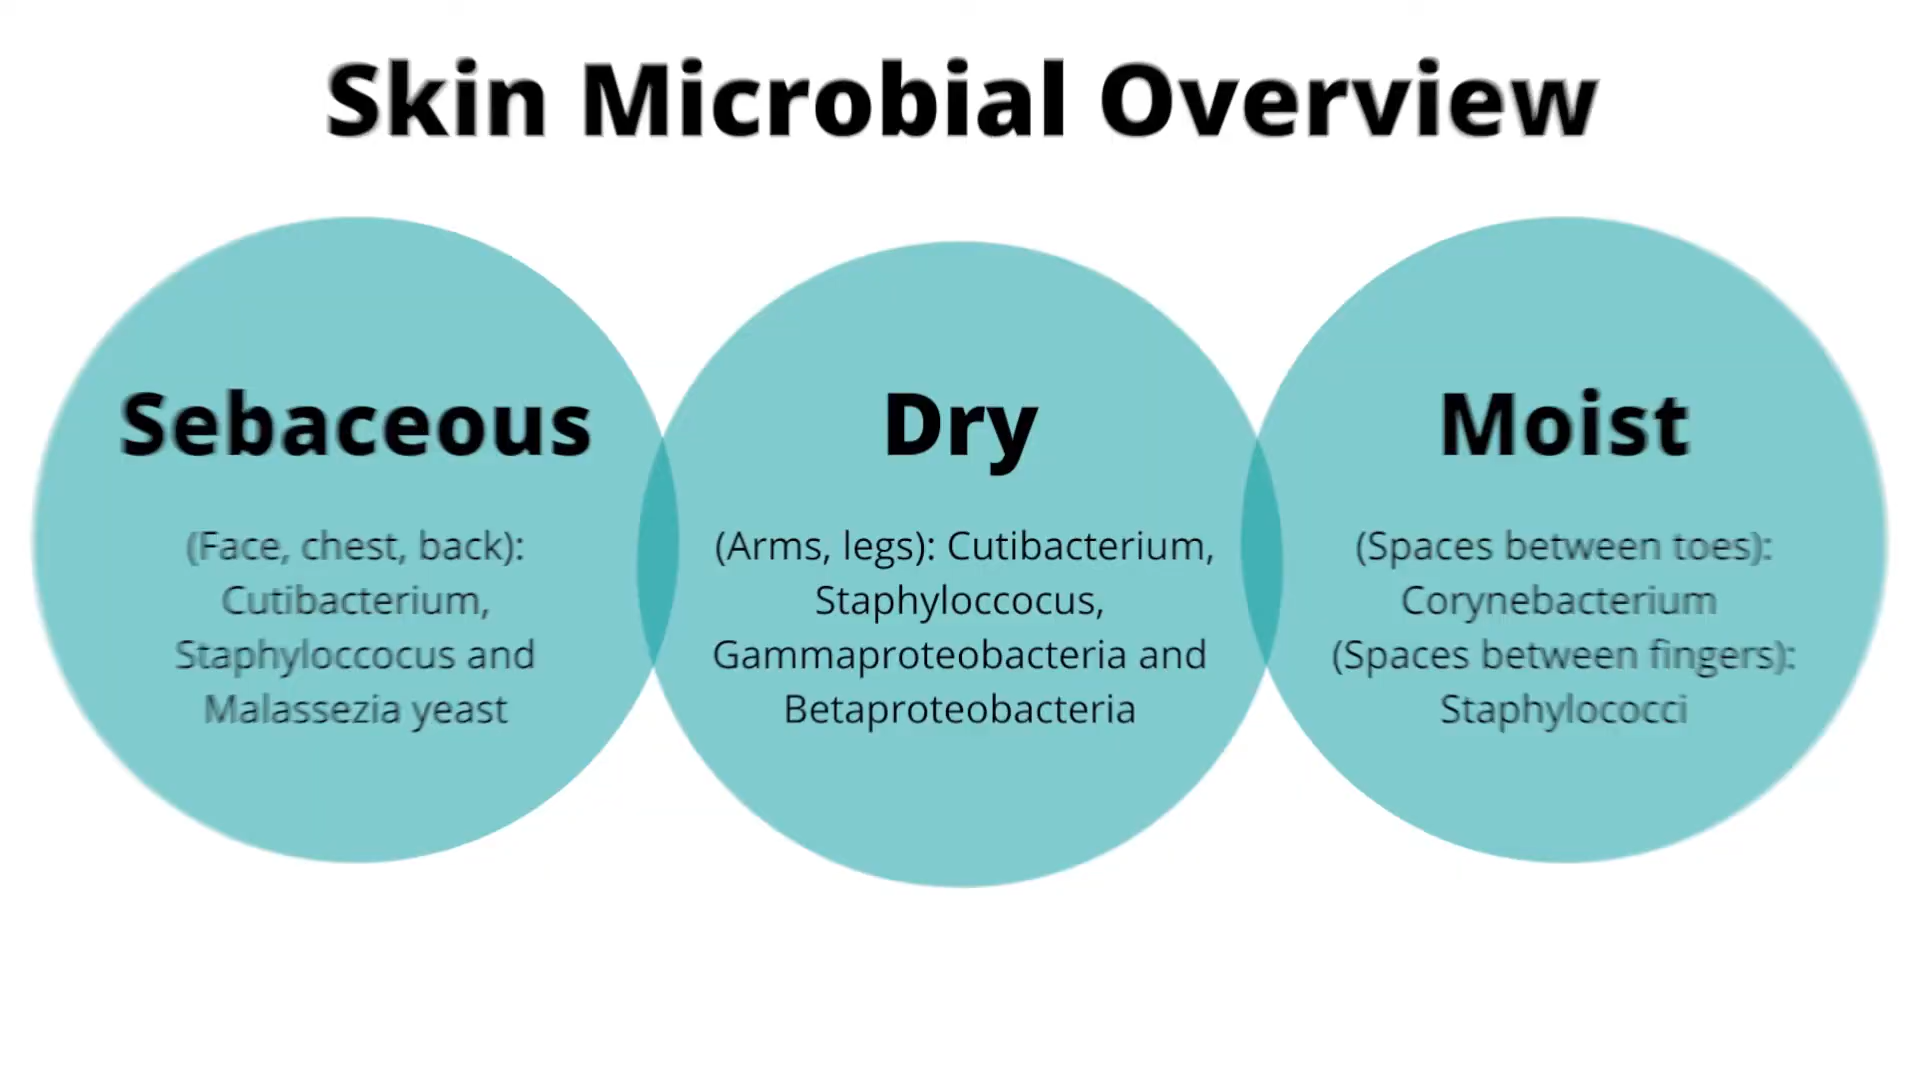 Skin Microbial Overview
Sebaceous
(Face, chest, back):
Cutibacterium,
Staphyloccocus and
Malassezia yeast
Dry
(Arms, legs): Cutibacterium,
Staphyloccocus,
Gammaproteobacteria and
Betaproteobacteria
Moist
(Spaces between toes):
Corynebacterium
(Spaces between fingers):
Staphylococci